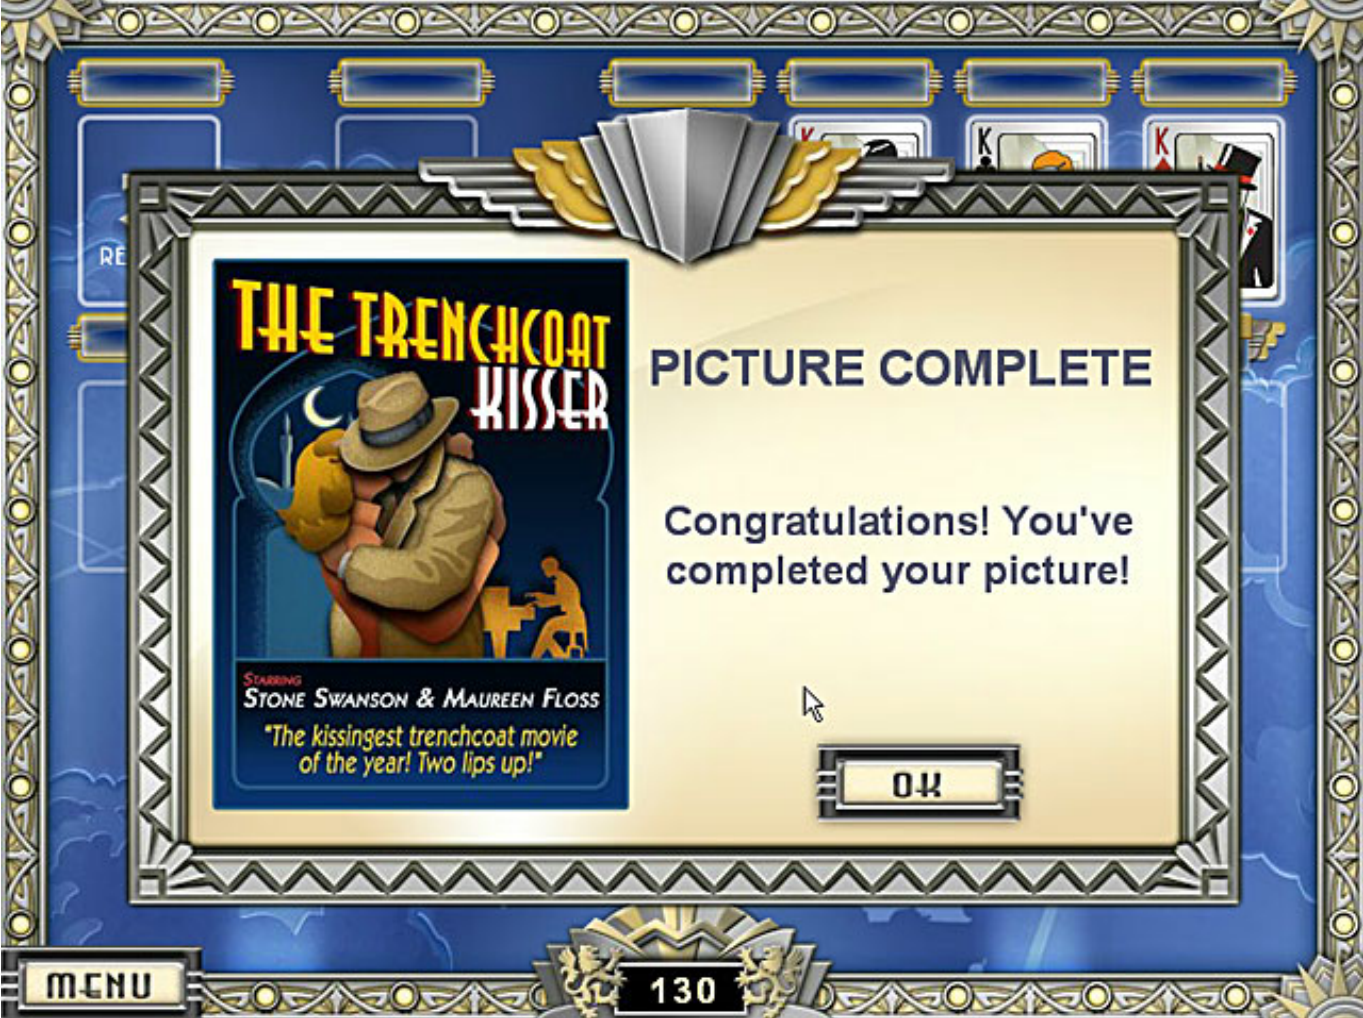 K
K
K
RE
THE TRENCHCOAT
KISSER
PICTURE COMPLETE
Congratulations! You've
completed your picture!
STARRING
STONE SWANSON & MAUREEN FLOSS
"The kissingest trenchcoat movie
of the year! Two lips up!"
OK
MENU
130